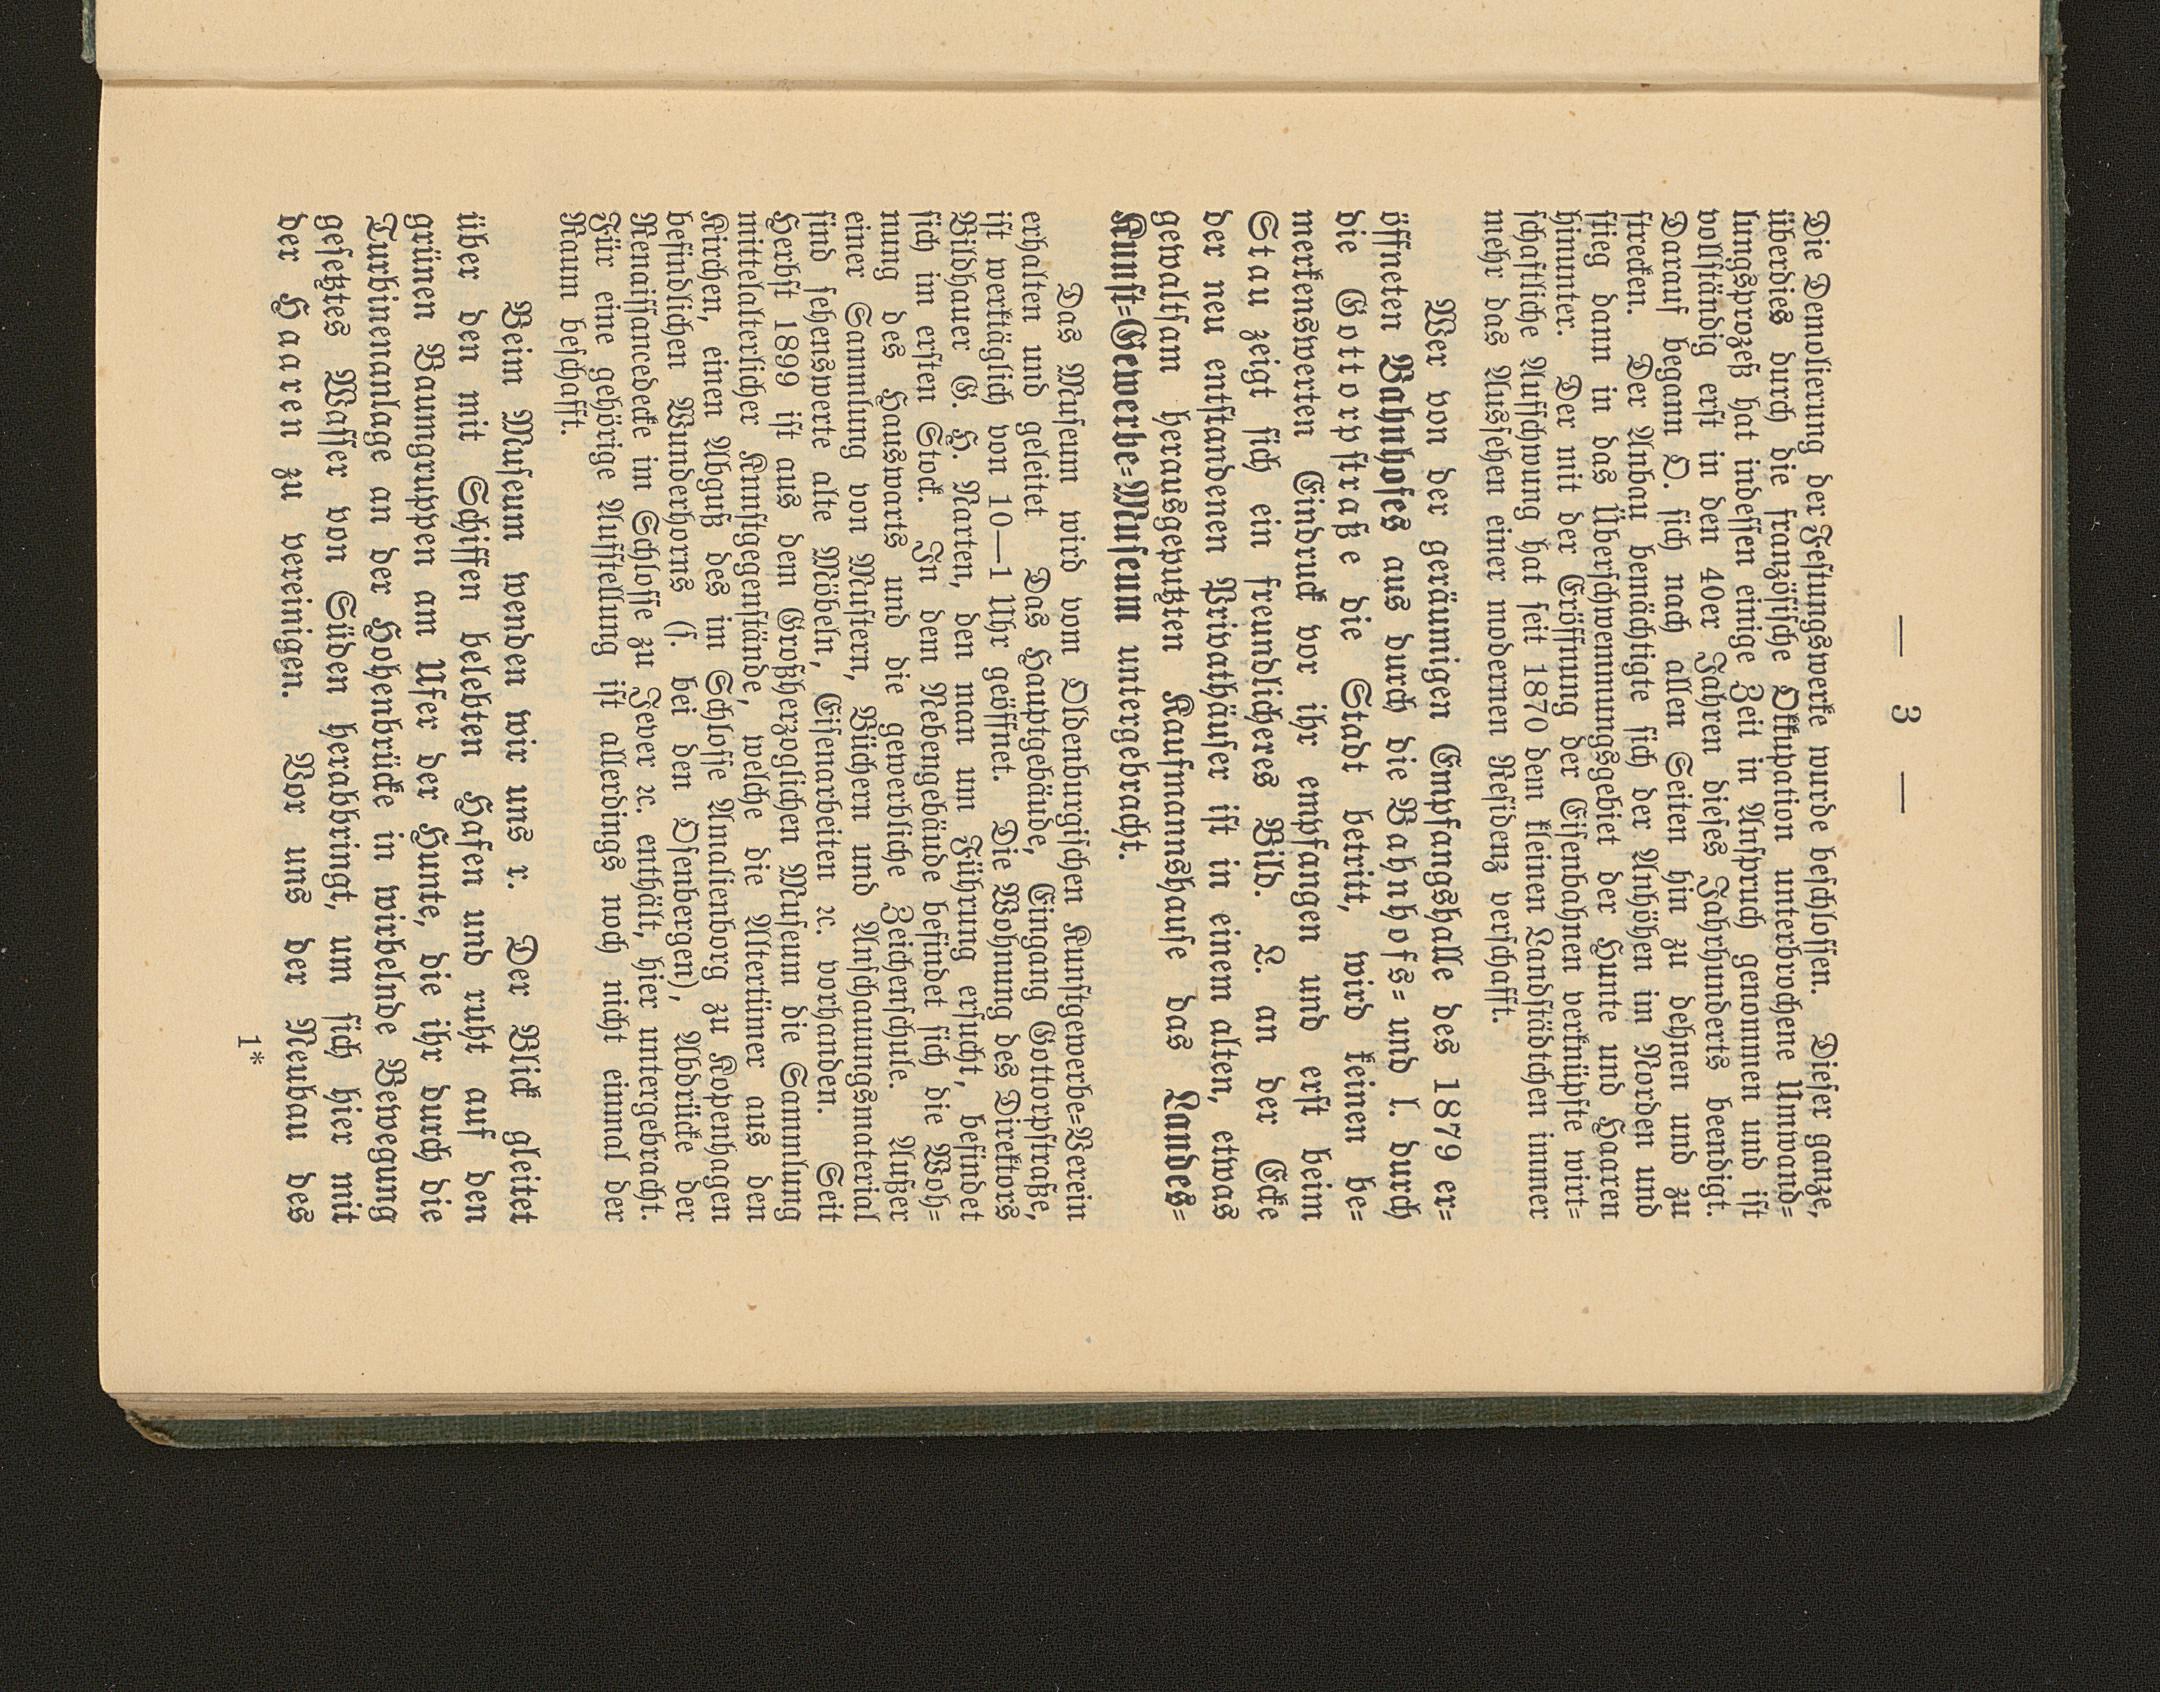 — 3 —
Die Demolierung der Festungswerke wurde beschlossen. Dieser ganze,
überdies durch die französische Okkupation unterbrochene Umwand=
lungsprozeß hat indessen einige Zeit in Anspruch genommen und ist
vollständig erst in den 40er Jahren dieses Jahrhunderts beendigt.
Darauf begann O. sich nach allen Seiten hin zu dehnen und zu
strecken. Der Anbau bemächtigte sich der Anhöhen im Norden und
stieg dann in das Überschwemmungsgebiet der Hunte und Haaren
hinunter. Der mit der Eröffnung der Eisenbahnen verknüpfte wirt=
schaftliche Aufschwung hat seit 1870 dem kleinen Landstädtchen immer
mehr das Aussehen einer modernen Residenz verschafft.
Wer von der geräumigen Empfangshalle des 1879 er=
öffneten Bahnhofes aus durch die Bahnhofs= und l. durch
die Gottorpstraße die Stadt betritt, wird keinen be=
merkenswerten Eindruck vor ihr empfangen und erst beim
Stau zeigt sich ein freundlicheres Bild. L. an der Ecke
der neu entstandenen Privathäuser ist in einem alten, etwas
gewaltsam herausgeputzten Kaufmannshause das Landes=
Kunst=Gewerbe=Museum untergebracht.
Das Museum wird vom Oldenburgischen Kunstgewerbe=Verein
erhalten und geleitet. Das Hauptgebäude, Eingang Gottorpstraße,
ist werktäglich von 10—1 Uhr geöffnet. Die Wohnung des Direktors
Bildhauer G. H. Narten, den man um Führung ersucht, befindet
sich im ersten Stock. In dem Nebengebäude befindet sich die Woh=
nung des Hauswarts und die gewerbliche Zeichenschule. Außer
einer Sammlung von Mustern, Büchern und Anschauungsmaterial
sind sehenswerte alte Möbeln, Eisenarbeiten ꝛc. vorhanden. Seit
Herbst 1899 ist aus dem Großherzoglichen Museum die Sammlung
mittelalterlicher Kunstgegenstände, welche die Altertümer aus den
Kirchen, einen Abguß des im Schlosse Amalienborg zu Kopenhagen
befindlichen Wunderhorns (s. bei den Osenbergen), Abdrücke der
Renaissancedecke im Schlosse zu Jever ꝛc. enthält, hier untergebracht.
Für eine gehörige Aufstellung ist allerdings noch nicht einmal der
Raum beschafft.
Beim Museum wenden wir uns r. Der Blick gleitet
über den mit Schiffen belebten Hafen und ruht auf den
grünen Baumgruppen am Ufer der Hunte, die ihr durch die
Turbinenanlage an der Hohenbrücke in wirbelnde Bewegung
gesetztes Wasser von Süden herabbringt, um sich hier mit
der Haaren zu vereinigen. Vor uns der Neubau des
1*